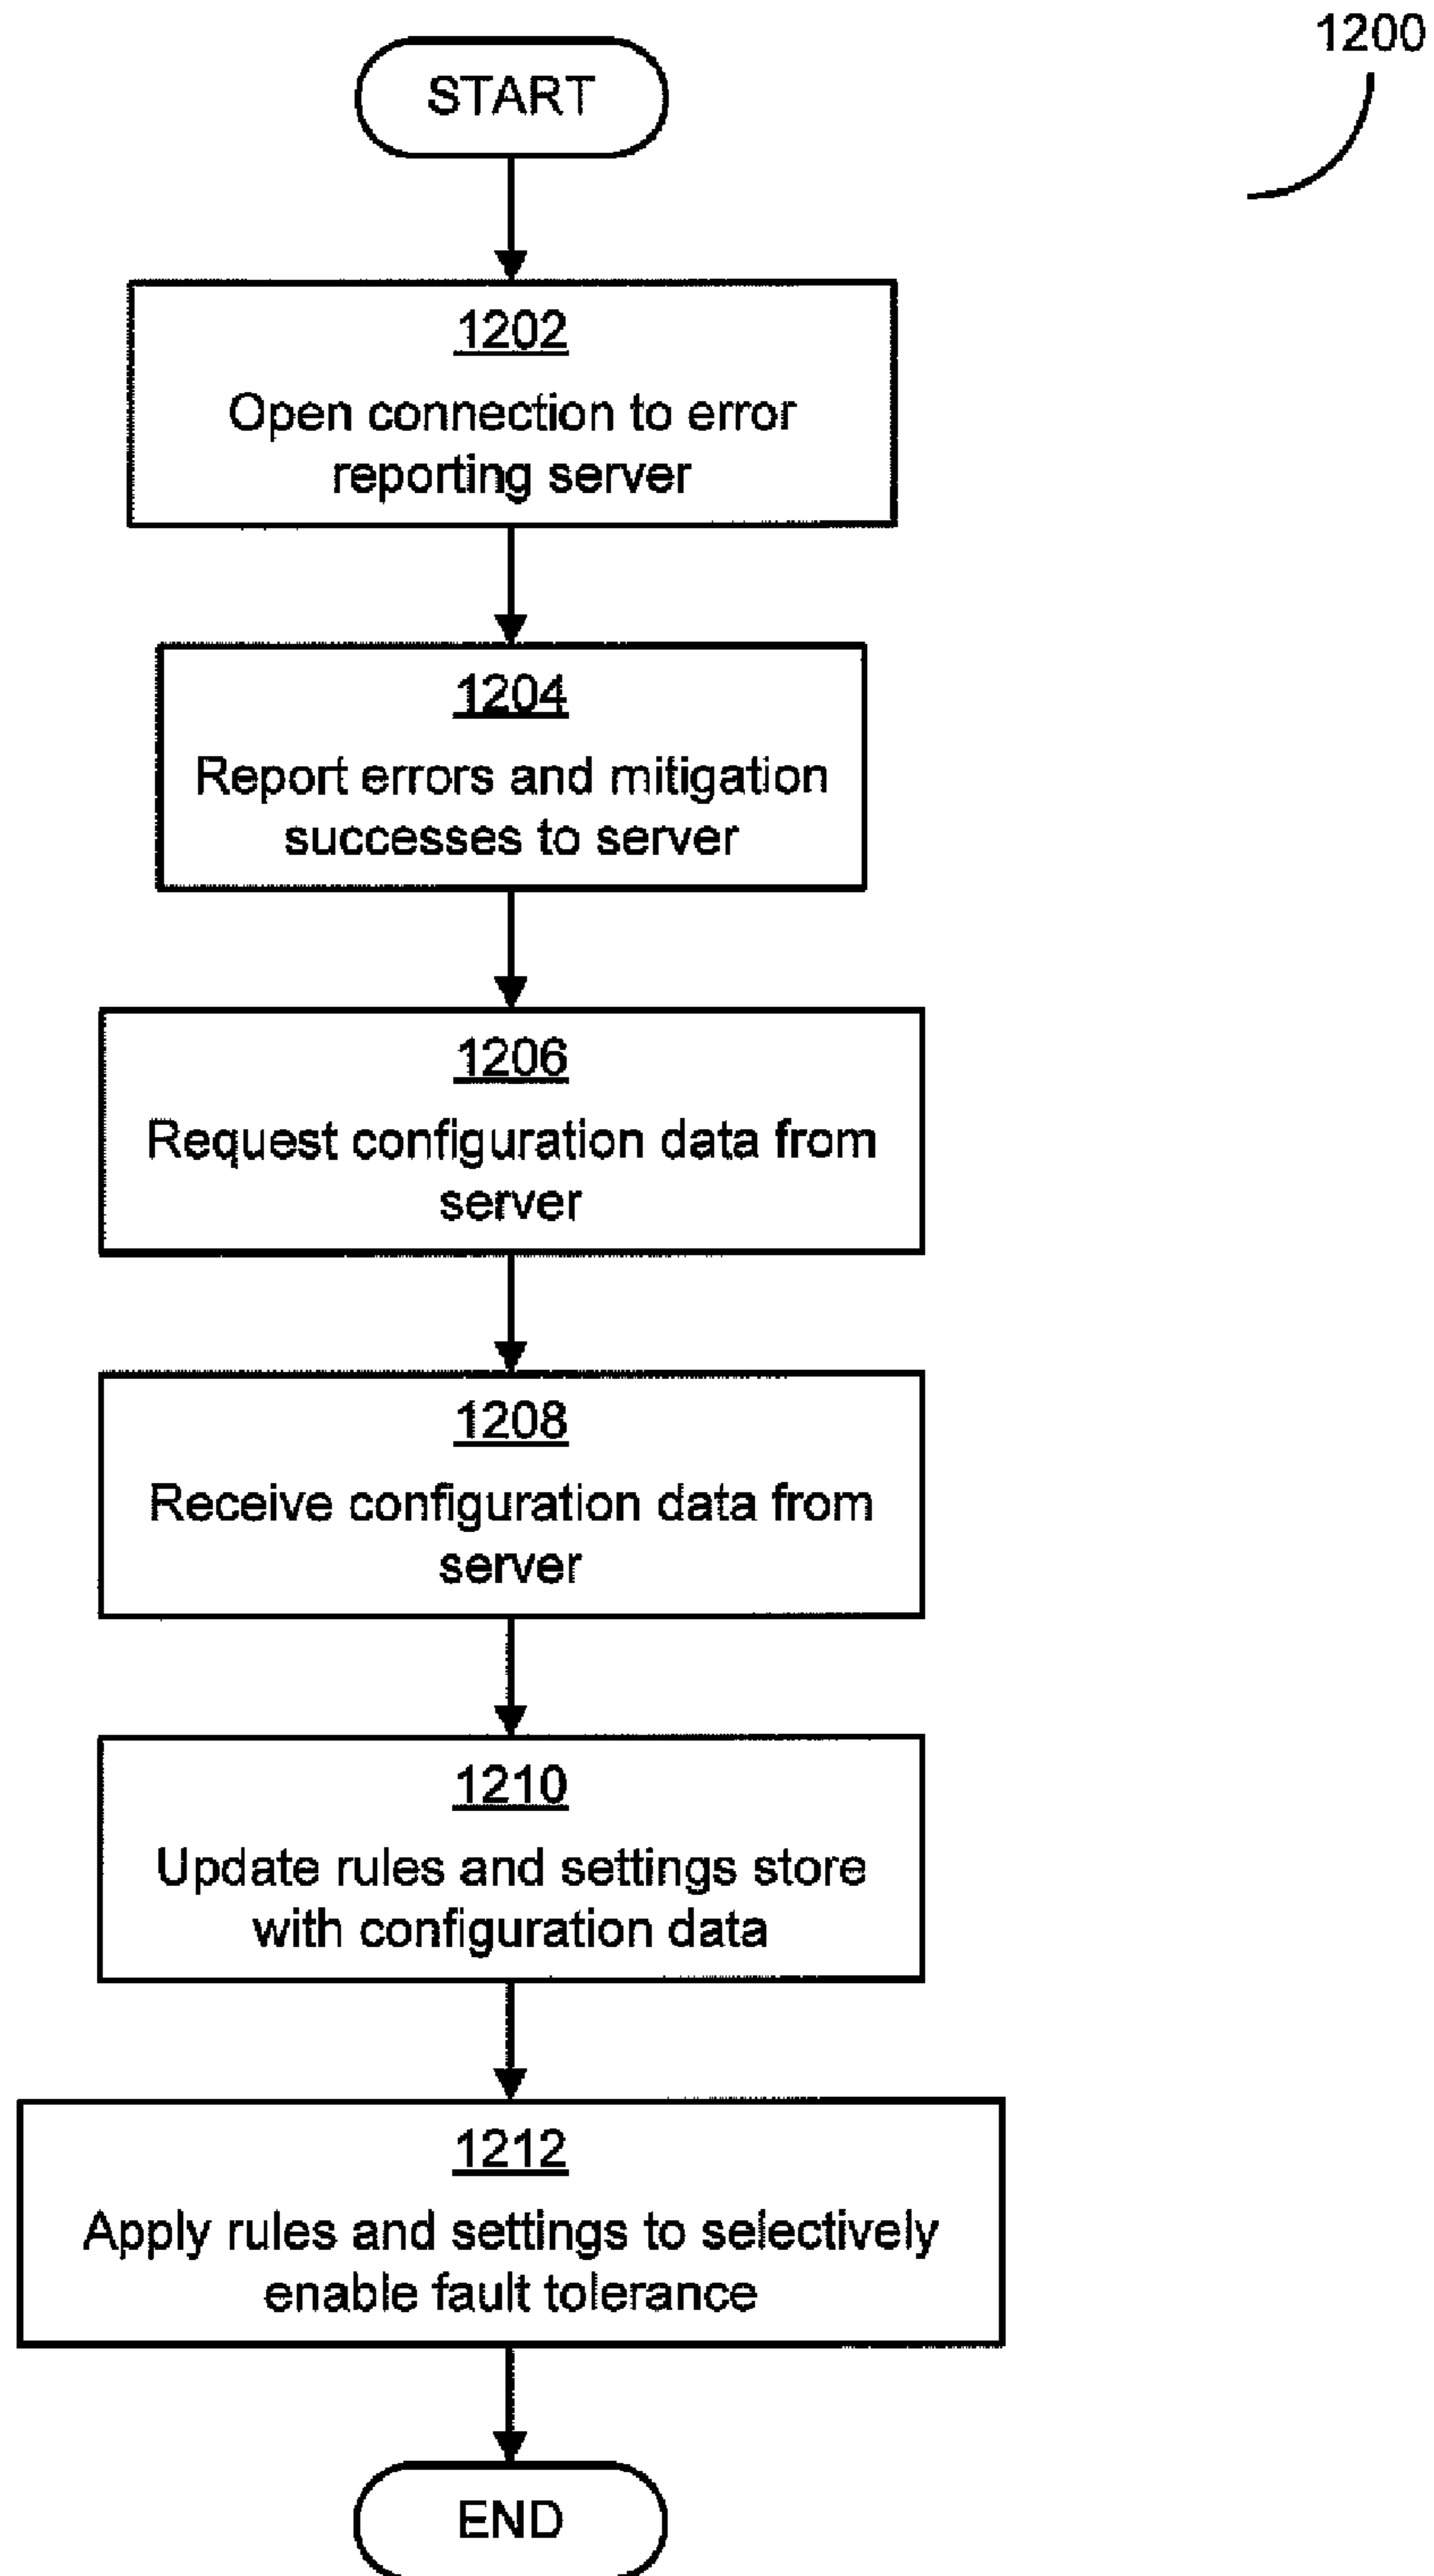 1200
START
1202
Open connection to error
reporting server
1204
Report errors and mitigation
successes to server
1206
Request configuration data from
server
1208
Receive configuration data from
server
1210
Update rules and settings store
with configuration data
1212
Apply rules and settings to selectively
enable fault tolerance
END